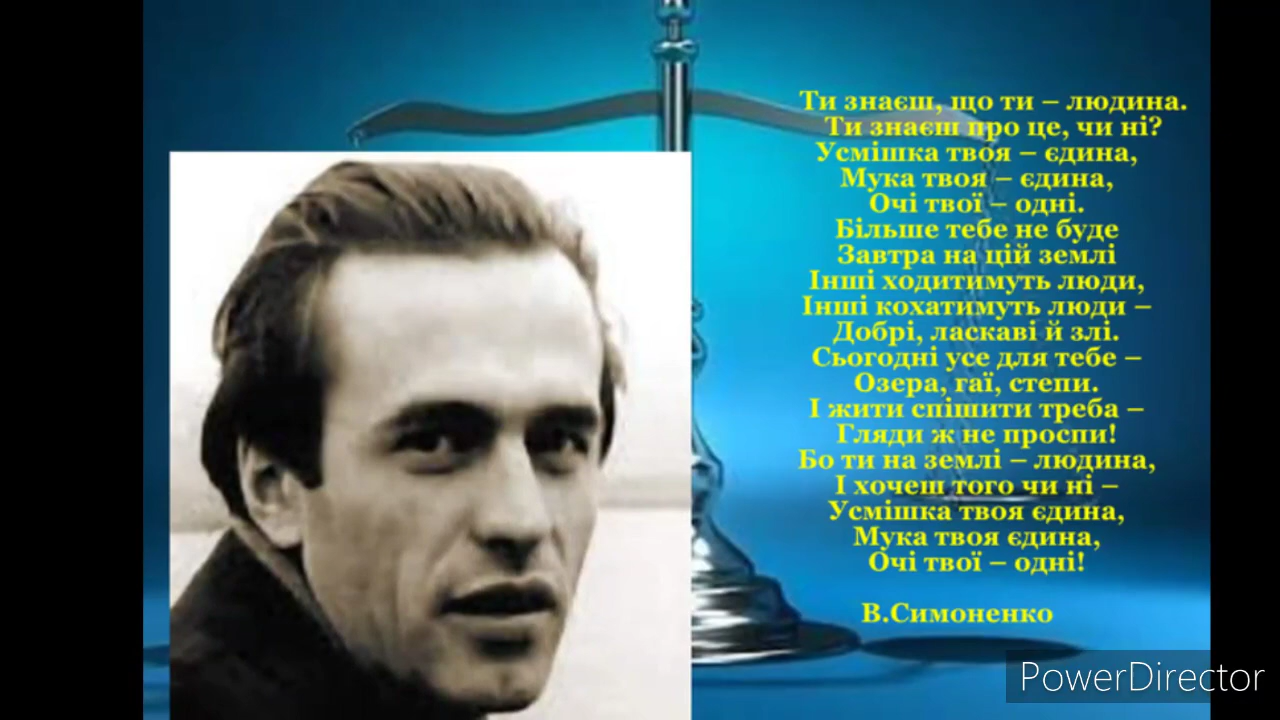 Ти знаєш, що ти – людина.
Ти знаєш про це, чи ні?
Усмішка твоя – єдина,
Мука твоя – єдина,
Очі твої – одні.
Більше тебе не буде
Завтра на цій землі
Інші ходитимуть люди,
Інші кохатимуть люди –
Добрі, ласкаві й злі.
Сьогодні усе для тебе –
Озера, гаї, степи.
І жити спішити треба –
Гляди ж не проспи!
Бо ти на землі – людина,
І хочеш того чи ні –
Усмішка твоя єдина,
Мука твоя єдина,
Очі твої – одні!
В.Симоненко
PowerDirector